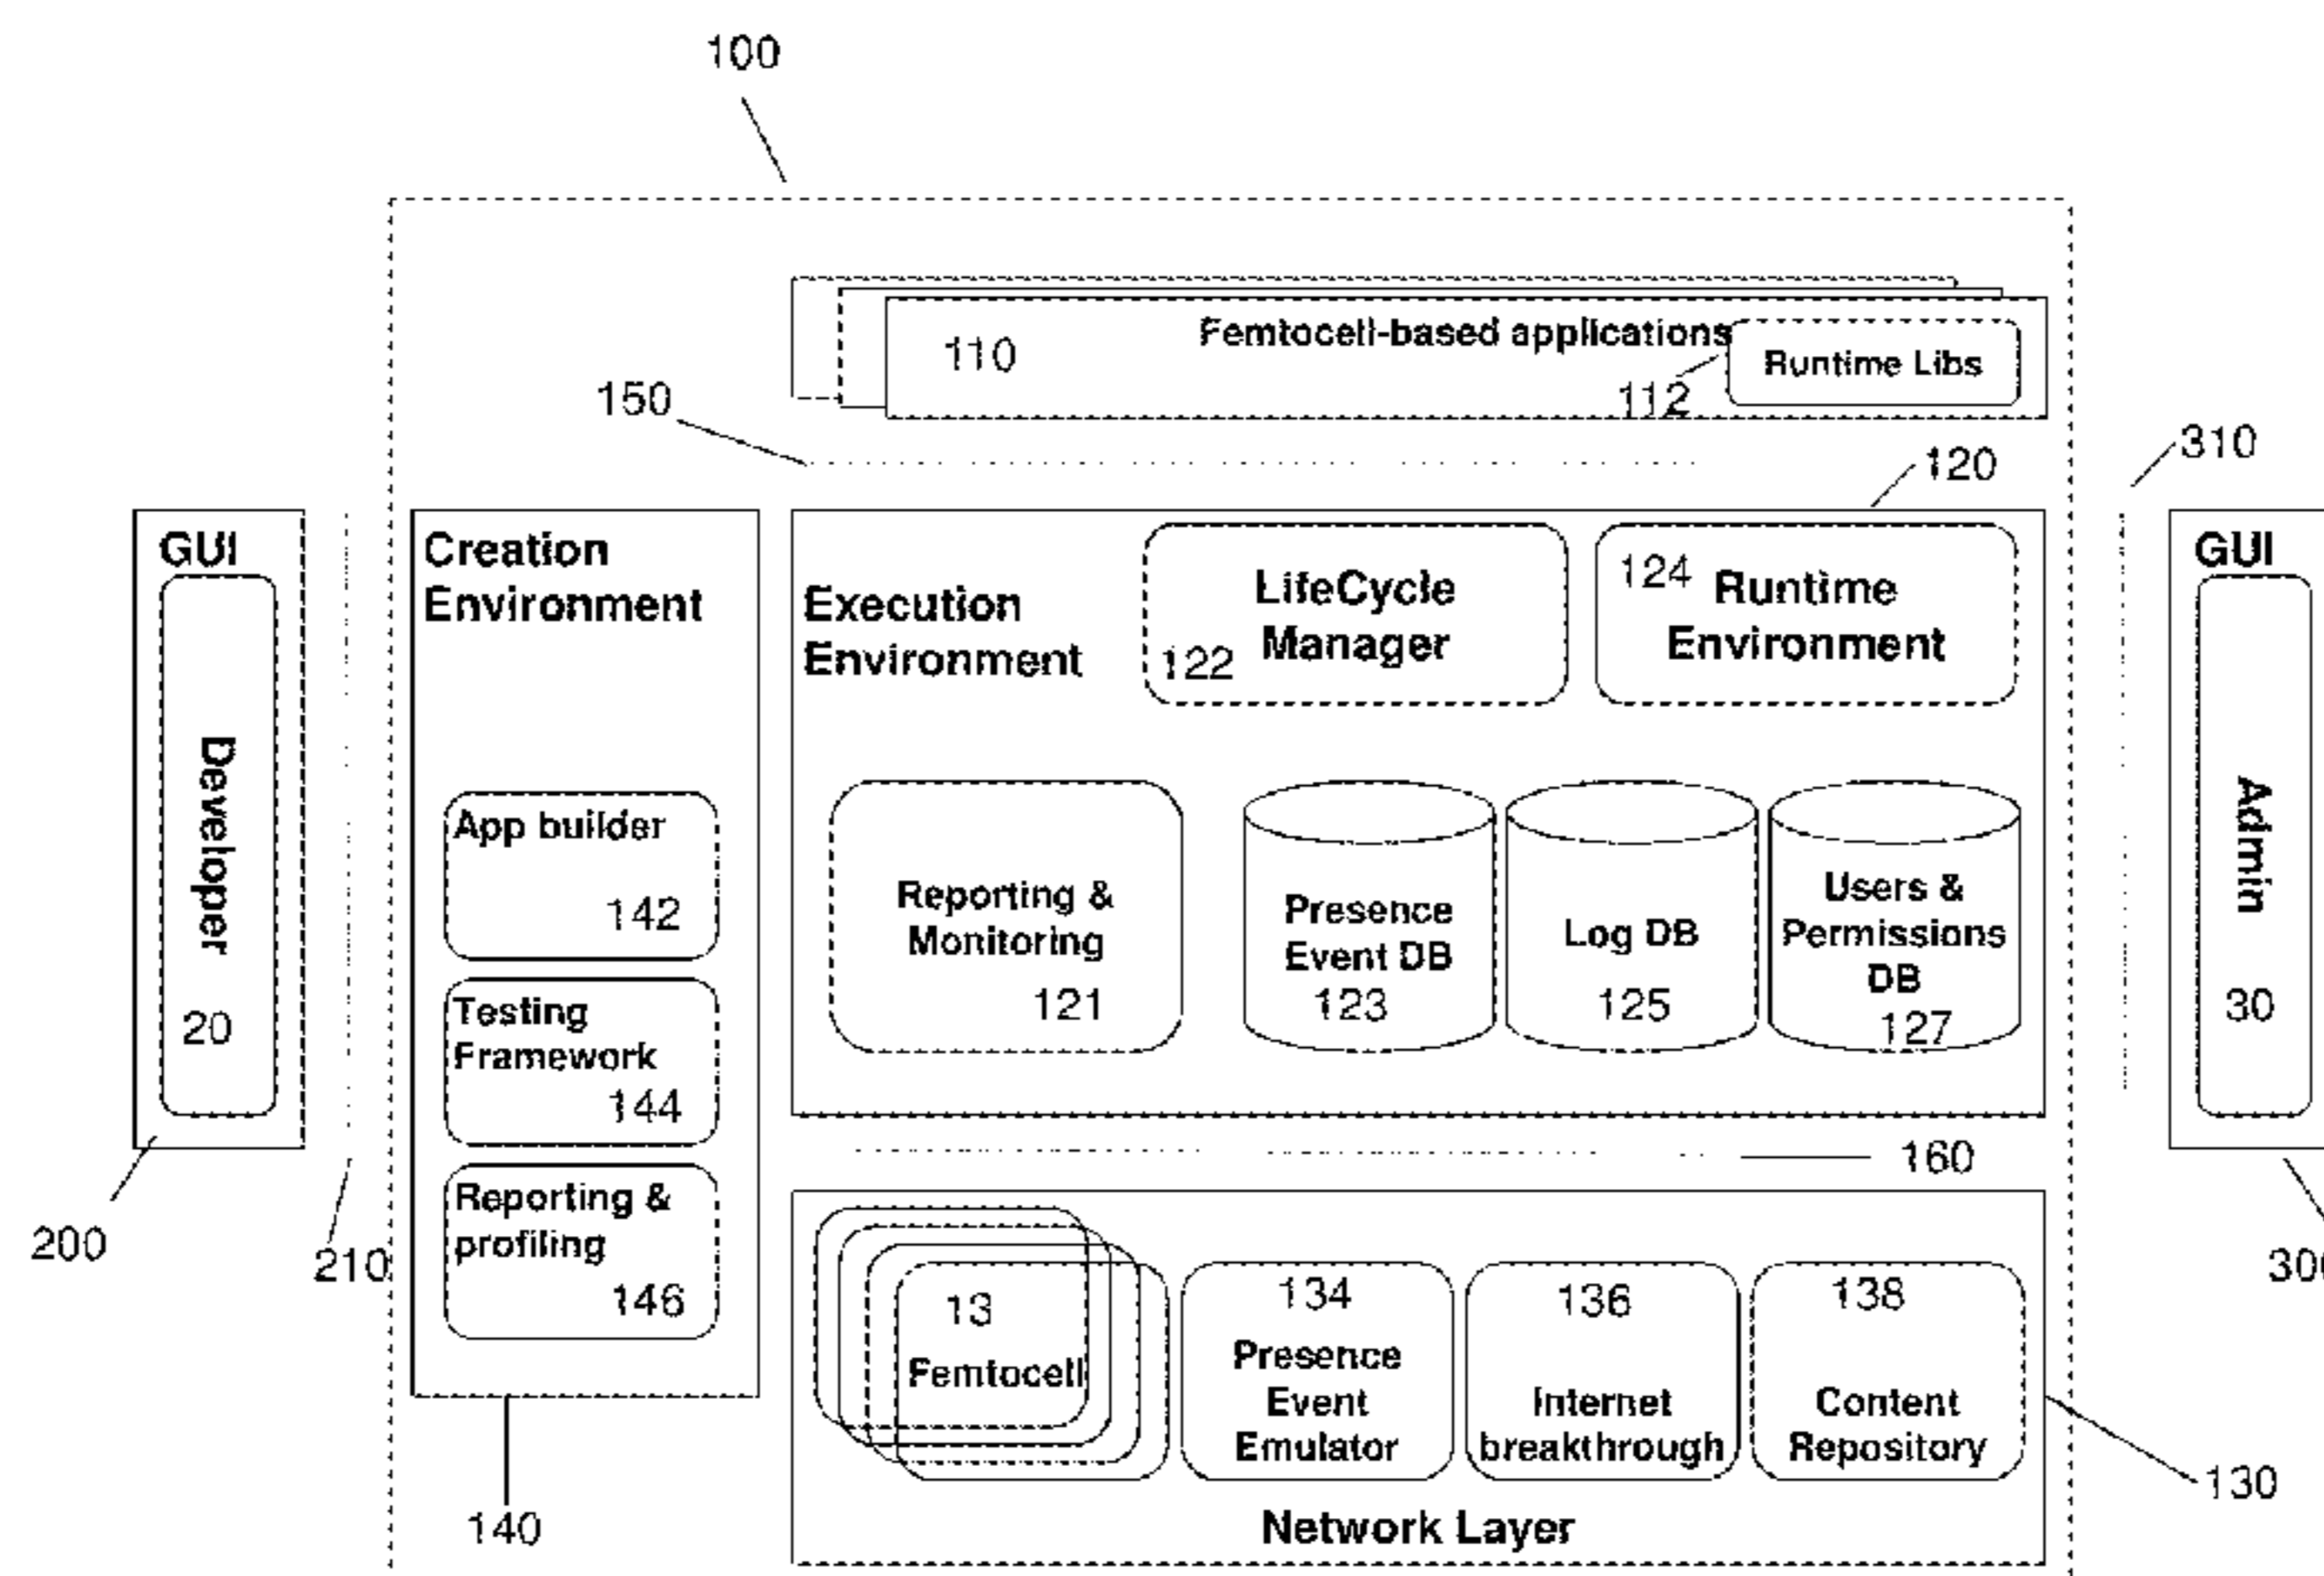 100
Femtocell-based applications
110
Runtime Libs
112
150
120
310
GUI
Developer
20
200
210
Creation
Environment
App builder
142
Testing
Framework
144
Reporting &
profiling
146
140
Execution
Environment
LifeCycle
Manager
122
124
Runtime
Environment
Reporting &
Monitoring
121
Presence
Event DB
123
Log DB
125
Users &
Permissions
DB
127
160
13
Femtocell
134
Presence
Event
Emulator
136
Internet
breakthrough
138
Content
Repository
Network Layer
130
GUI
Admin
30